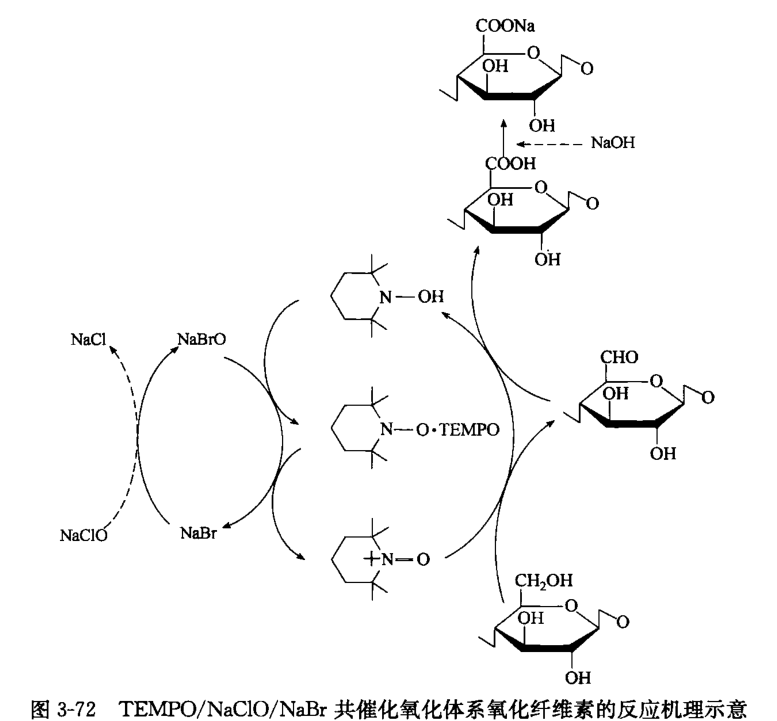 COONa
O
OH
O
OH
NaOH
COOH
O
OH
O
OH
N—OH
NaCl
NaBrO
CHO
O
OH
O
OH
N—O•TEMPO
NaClO
NaBr
+N=O
CH₂OH
O
OH
O
OH
图 3-72 TEMPO/NaClO/NaBr 共催化氧化体系氧化纤维素的反应机理示意